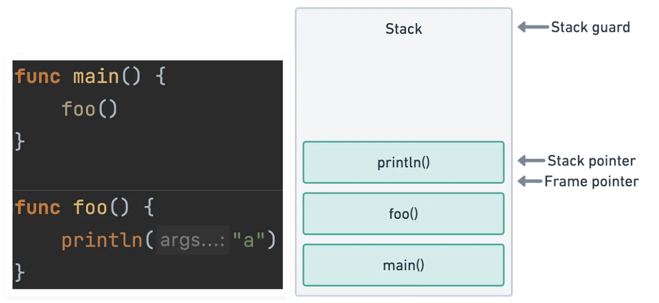 func main() {
    foo()
}
func foo() {
    println( args...: "a")
}
Stack
println()
foo()
main()
Stack guard
Stack pointer
Frame pointer